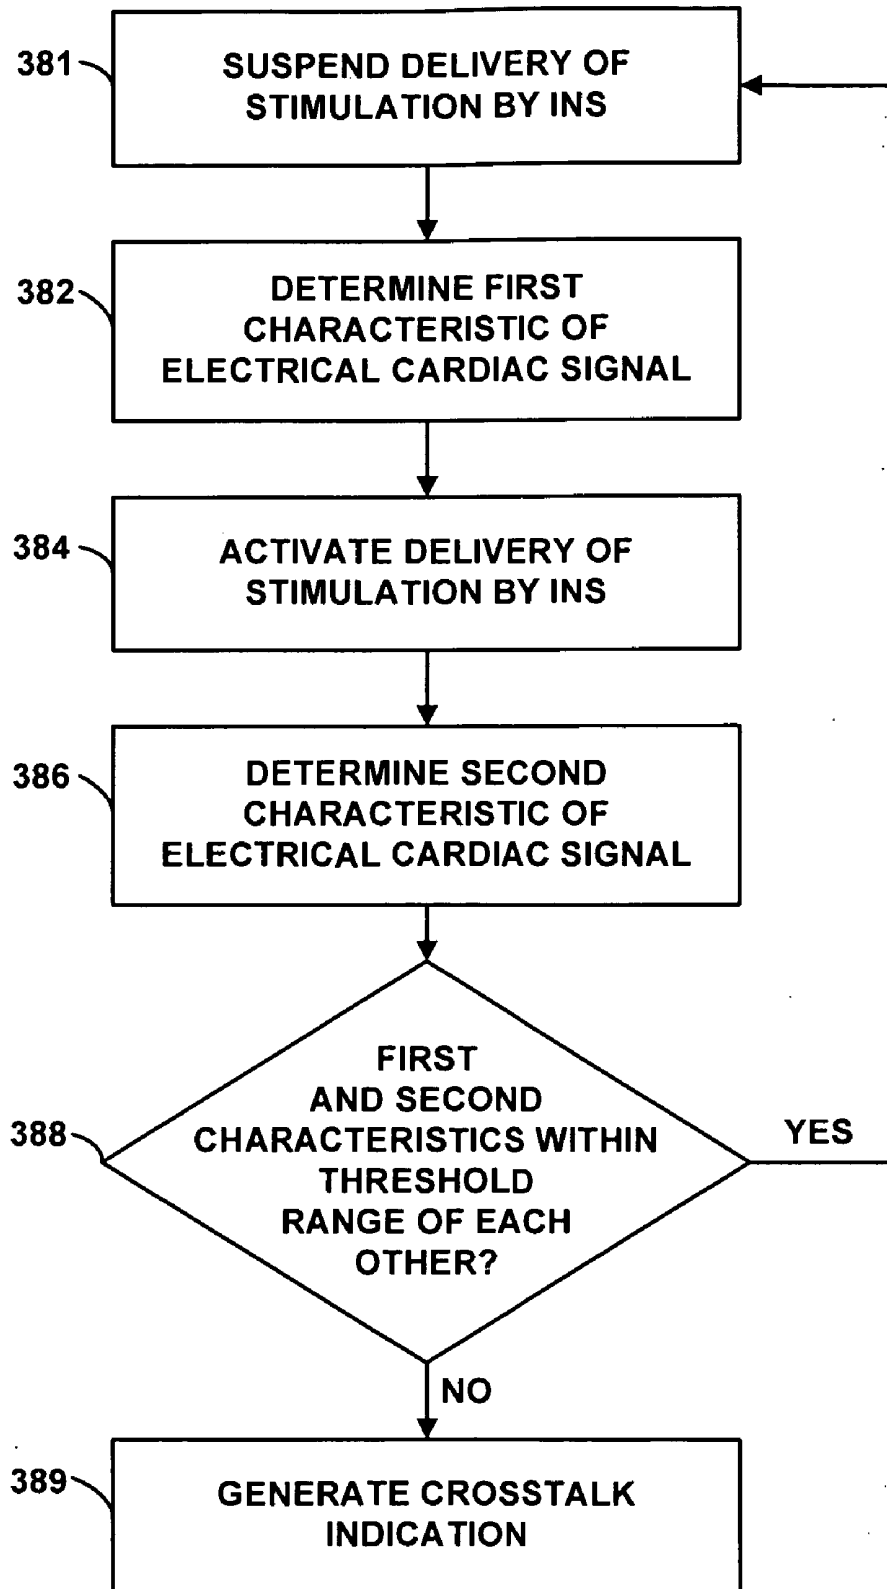 381
SUSPEND DELIVERY OF
STIMULATION BY INS
382
DETERMINE FIRST
CHARACTERISTIC OF
ELECTRICAL CARDIAC SIGNAL
384
ACTIVATE DELIVERY OF
STIMULATION BY INS
386
DETERMINE SECOND
CHARACTERISTIC OF
ELECTRICAL CARDIAC SIGNAL
388
FIRST
AND SECOND
CHARACTERISTICS WITHIN
THRESHOLD
RANGE OF EACH
OTHER?
YES
NO
389
GENERATE CROSSTALK
INDICATION